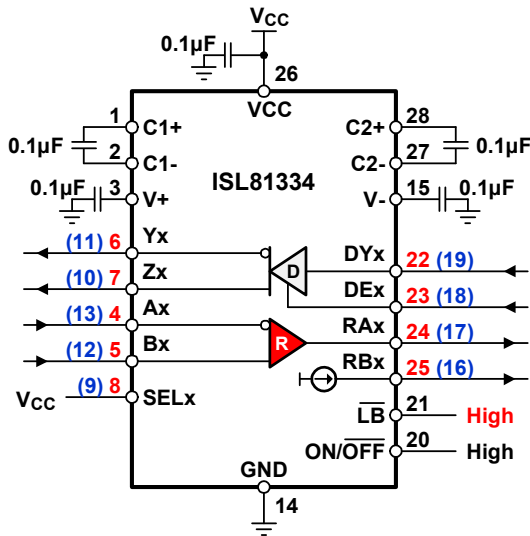 VCC
0.1µF
26
VCC
1
C1+
C2+
28
0.1µF
0.1µF
2
C1-
C2-
27
0.1µF
3
V+
ISL81334
V-
15
0.1µF
(11) 6
Yx
DYx
22 (19)
D
(10) 7
Zx
DEx
23 (18)
(13) 4
Ax
RAx
24 (17)
R
(12) 5
Bx
RBx
25 (16)
VCC
(9) 8
SELx
LB
21
High
ON/OFF
20
High
GND
14